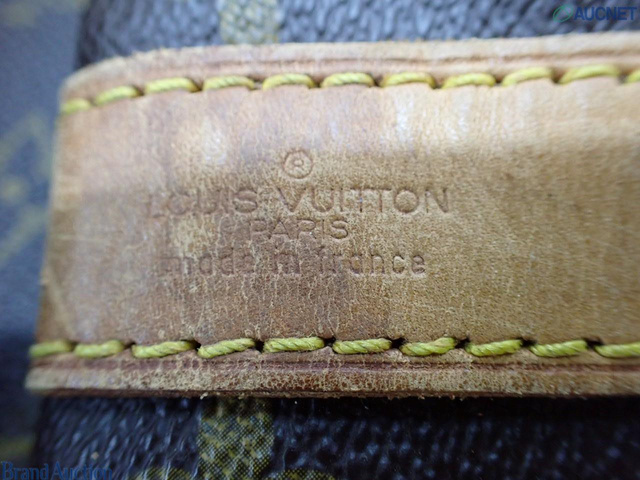 AUCNET
®
LOUIS VUITTON
PARIS
made in france
Brand Auction